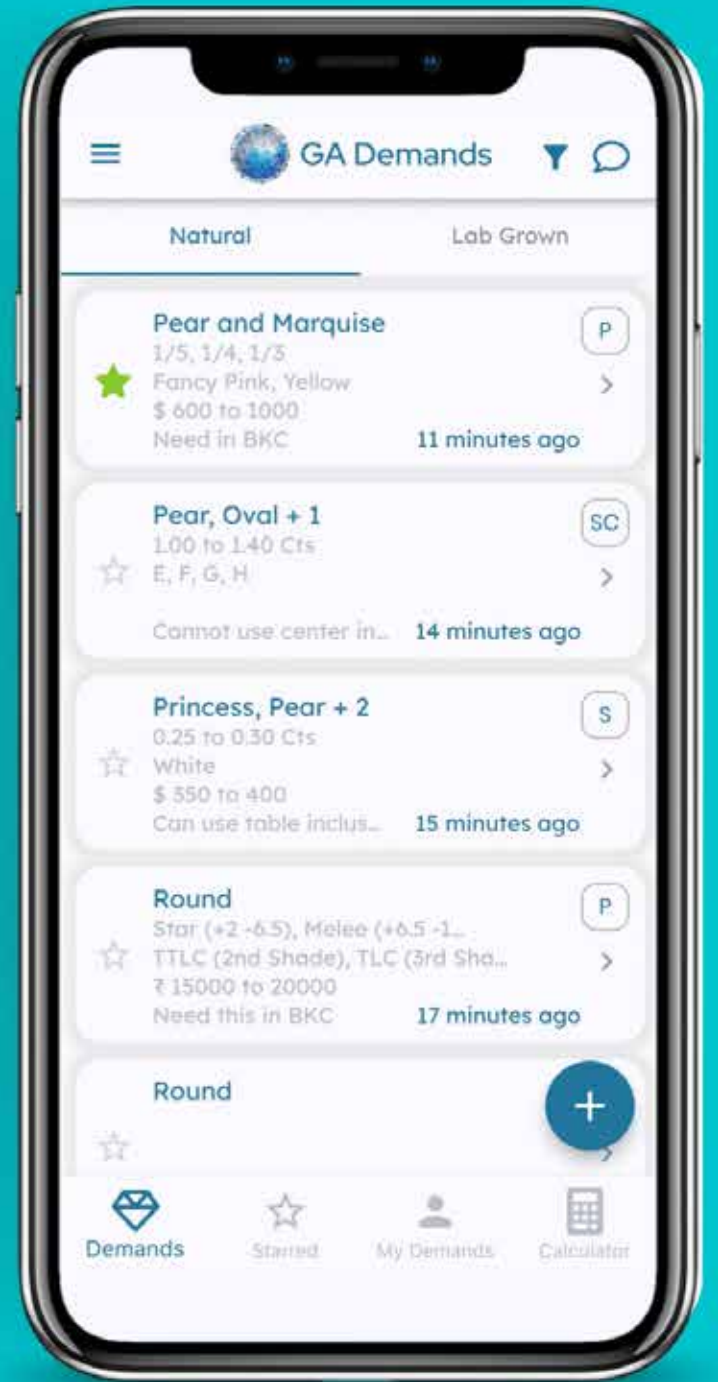 GA Demands
Natural Lab Grown
Pear and Marquise P
1/5, 1/4, 1/3
Fancy Pink, Yellow
$ 600 to 1000
Need in BKC 11 minutes ago
Pear, Oval + 1 SC
1.00 to 1.40 Cts
E, F, G, H
Cannot use center in... 14 minutes ago
Princess, Pear + 2 S
0.25 to 0.30 Cts
White
$ 350 to 400
Can use table inclus... 15 minutes ago
Round P
Star (+2 -6.5), Melee (+6.5 -1...
TTLC (2nd Shade), TLC (3rd Sha...
₹ 15000 to 20000
Need this in BKC 17 minutes ago
Round
+
Demands Starred My Demands Calculator